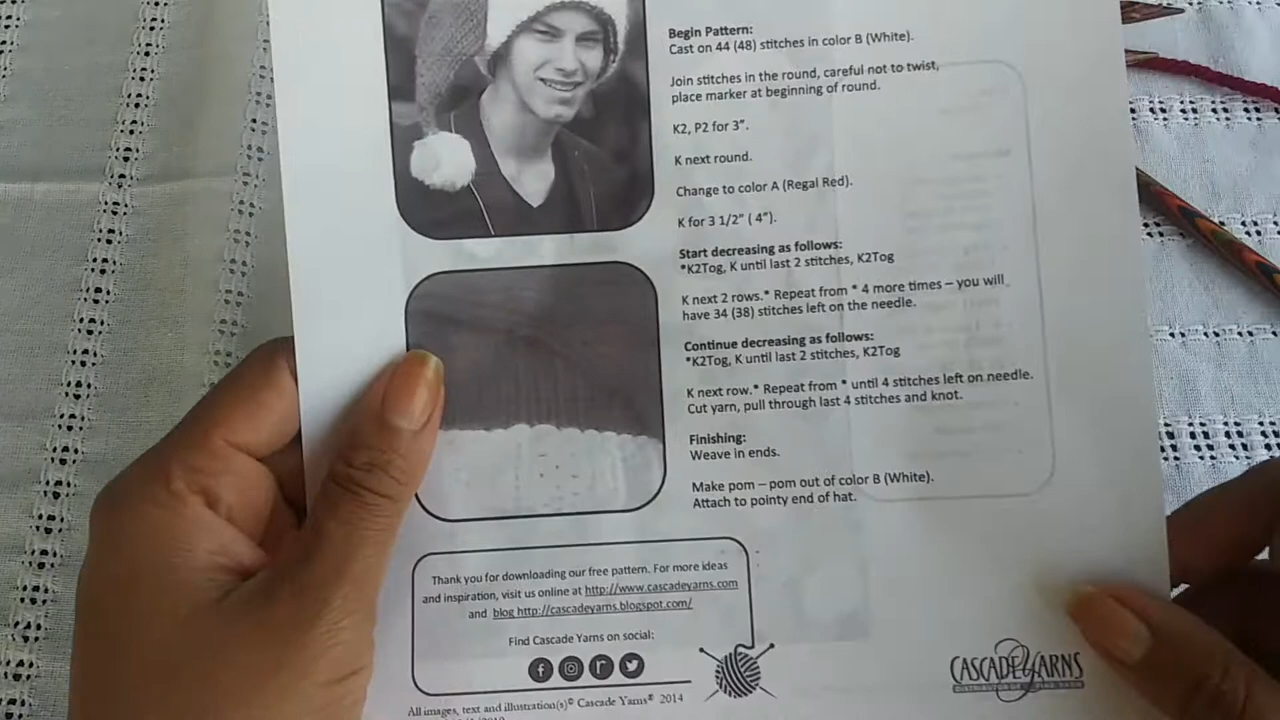 Begin Pattern:
Cast on 44 (48) stitches in color B (White).
Join stitches in the round, careful not to twist,
place marker at beginning of round.
K2, P2 for 3”.
K next round.
Change to color A (Regal Red).
K for 3 1/2” ( 4”).
Start decreasing as follows:
*K2Tog, K until last 2 stitches, K2Tog
K next 2 rows.* Repeat from * 4 more times – you will
have 34 (38) stitches left on the needle.
Continue decreasing as follows:
*K2Tog, K until last 2 stitches, K2Tog
K next row.* Repeat from * until 4 stitches left on needle.
Cut yarn, pull through last 4 stitches and knot.
Finishing:
Weave in ends.
Make pom – pom out of color B (White).
Attach to pointy end of hat.
Thank you for downloading our free pattern. For more ideas
and inspiration, visit us online at http://www.cascadeyarns.com
and blog http://cascadeyarns.blogspot.com/
Find Cascade Yarns on social:
CASCADE YARNS
All images, text and illustration(s)© Cascade Yarns® 2014